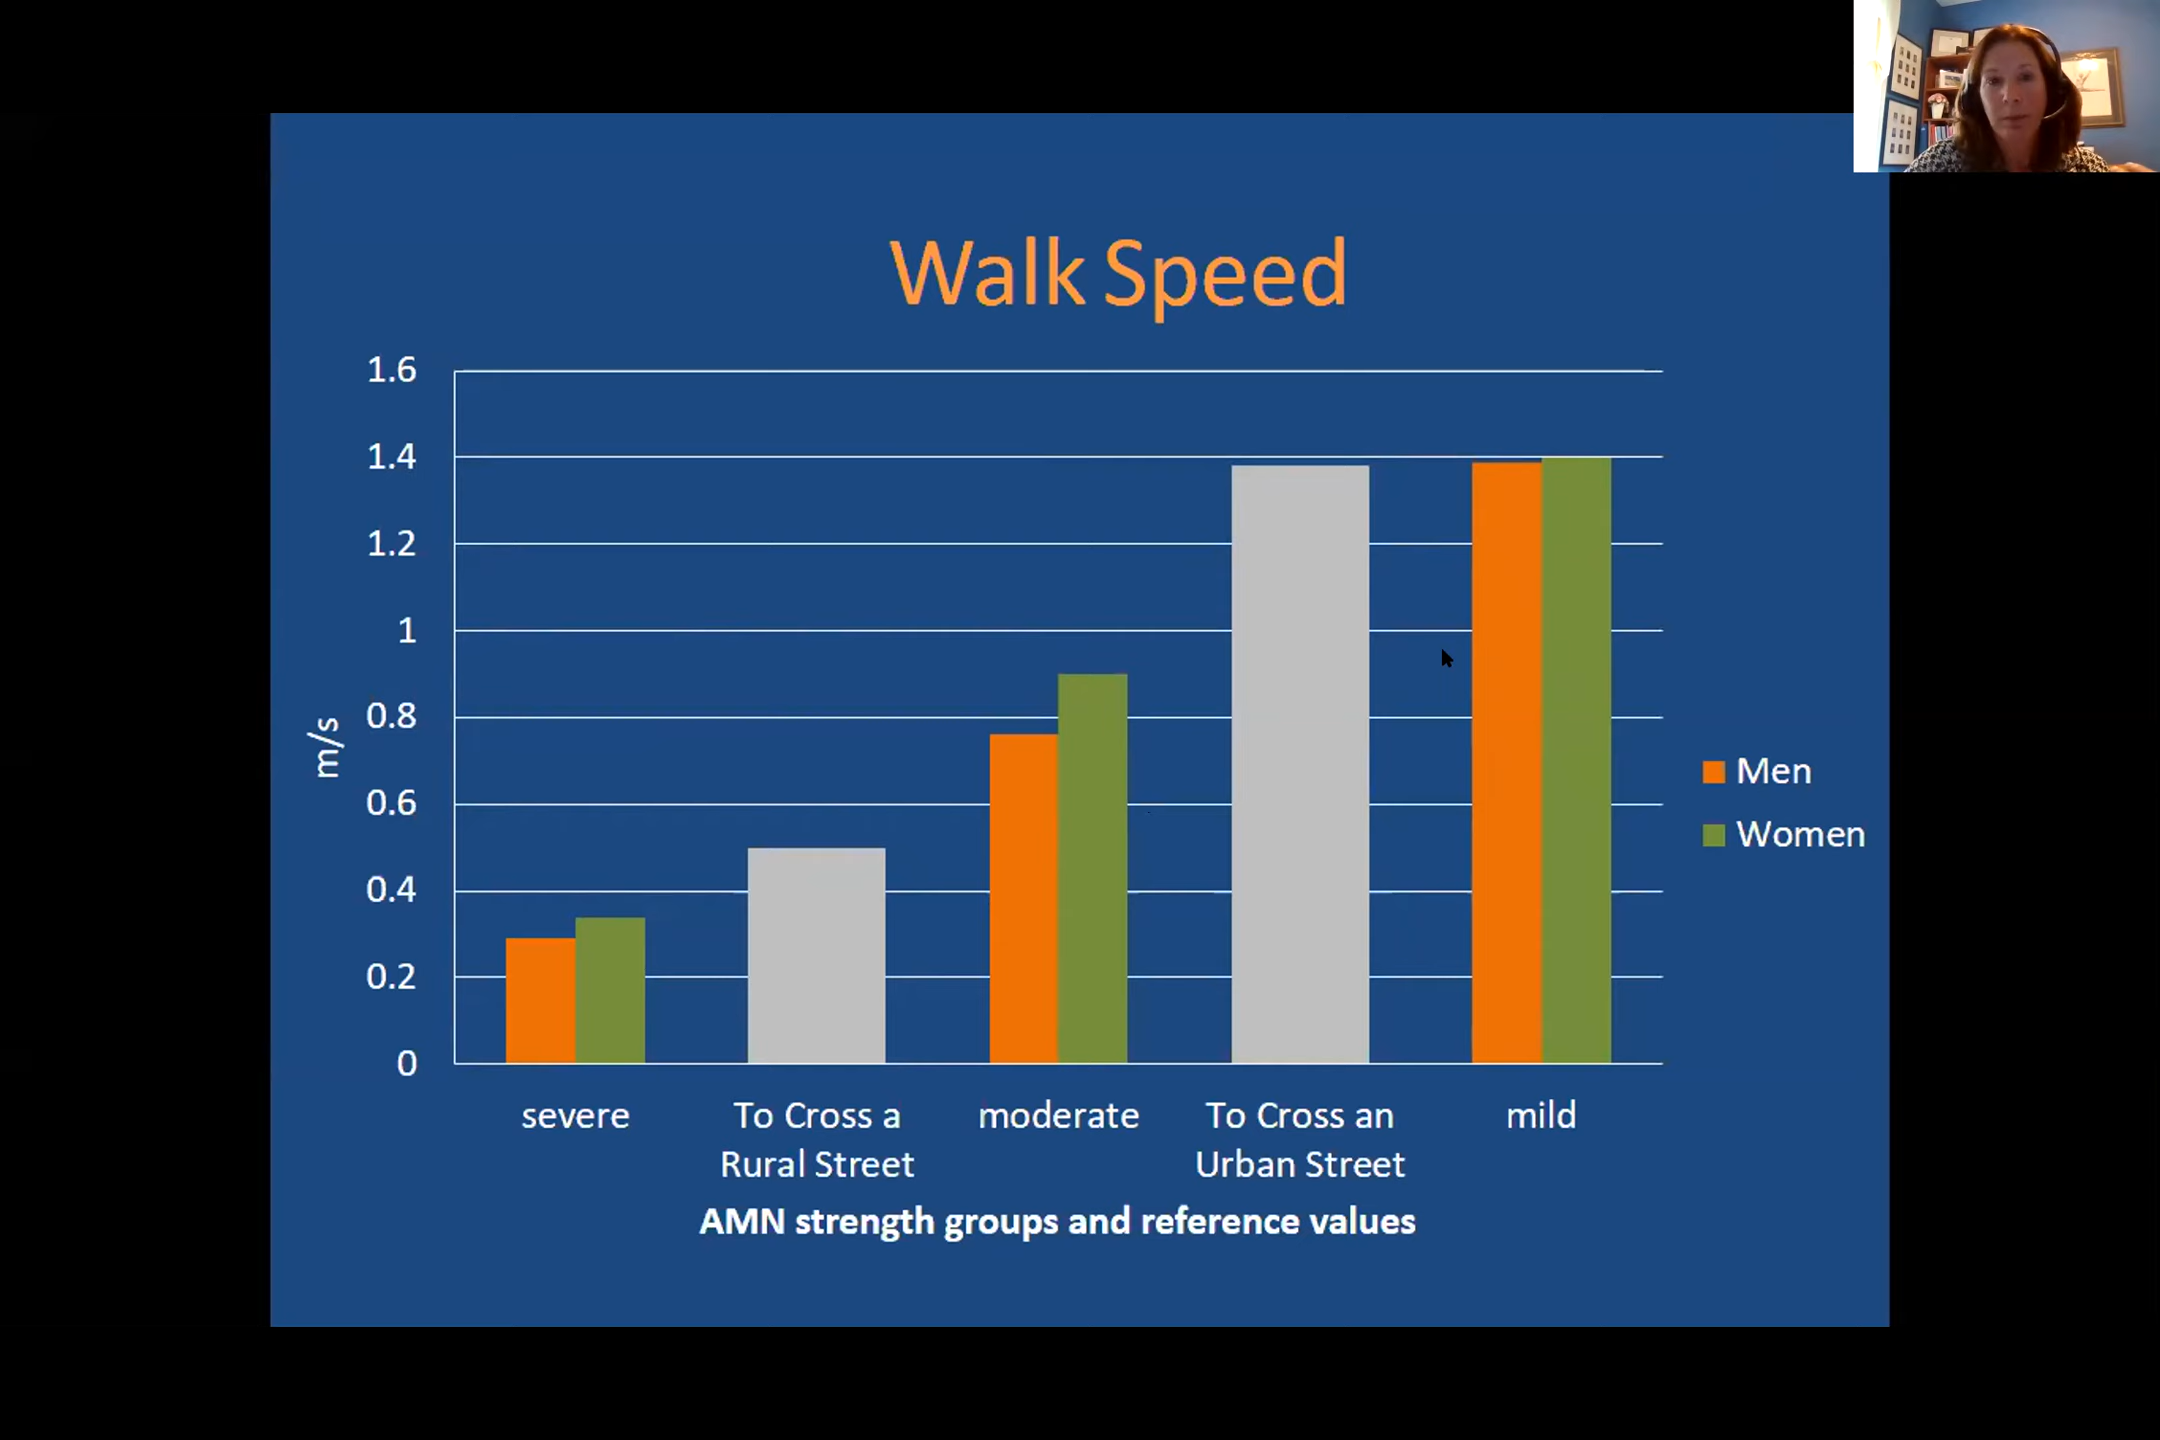 Walk Speed
1.6
1.4
1.2
1
0.8
0.6
0.4
0.2
0
m/s
severe
To Cross a
Rural Street
moderate
To Cross an
Urban Street
mild
AMN strength groups and reference values
Men
Women